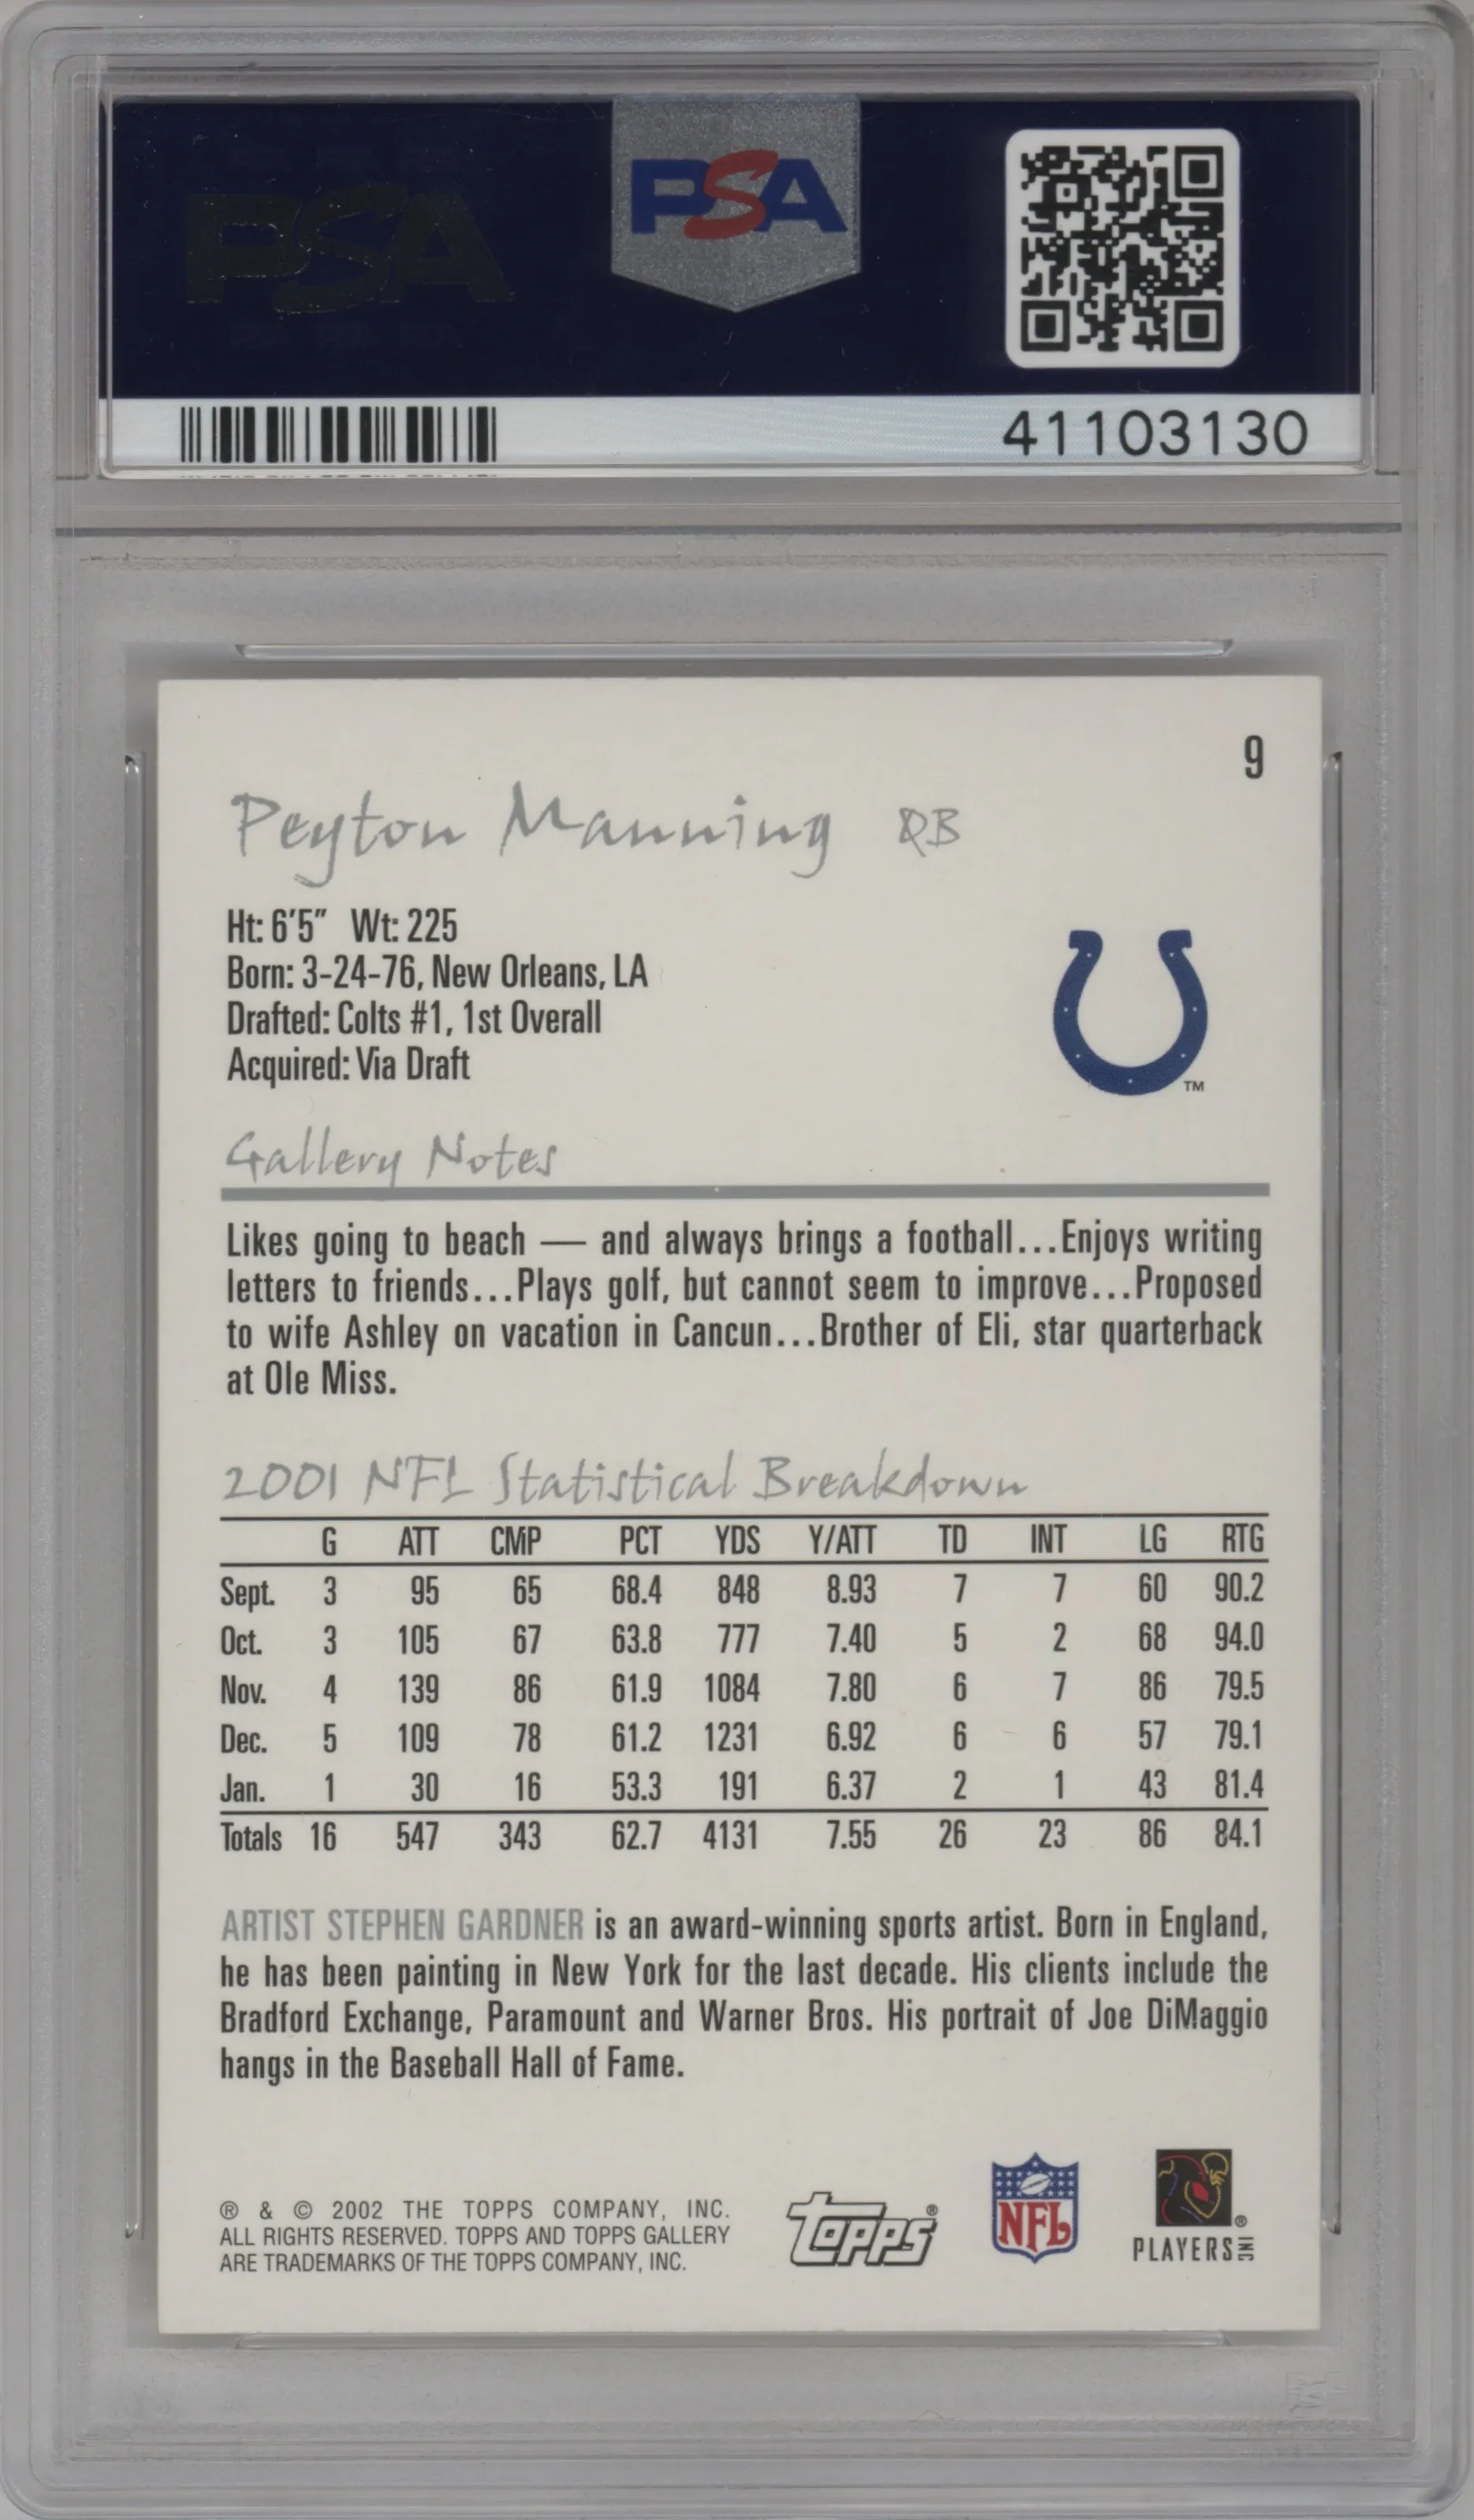 PSA
PSA
41103130
9
Peyton Manning QB
Ht: 6'5" Wt: 225
Born: 3-24-76, New Orleans, LA
Drafted: Colts #1, 1st Overall
Acquired: Via Draft
TM
Gallery Notes
Likes going to beach — and always brings a football...Enjoys writing
letters to friends...Plays golf, but cannot seem to improve...Proposed
to wife Ashley on vacation in Cancun...Brother of Eli, star quarterback
at Ole Miss.
2001 NFL Statistical Breakdown
G ATT CMP PCT YDS Y/ATT TD INT LG RTG
Sept. 3 95 65 68.4 848 8.93 7 7 60 90.2
Oct. 3 105 67 63.8 777 7.40 5 2 68 94.0
Nov. 4 139 86 61.9 1084 7.80 6 7 86 79.5
Dec. 5 109 78 61.2 1231 6.92 6 6 57 79.1
Jan. 1 30 16 53.3 191 6.37 2 1 43 81.4
Totals 16 547 343 62.7 4131 7.55 26 23 86 84.1
ARTIST STEPHEN GARDNER is an award-winning sports artist. Born in England,
he has been painting in New York for the last decade. His clients include the
Bradford Exchange, Paramount and Warner Bros. His portrait of Joe DiMaggio
hangs in the Baseball Hall of Fame.
® & © 2002 THE TOPPS COMPANY, INC.
ALL RIGHTS RESERVED. TOPPS AND TOPPS GALLERY
ARE TRADEMARKS OF THE TOPPS COMPANY, INC.
Topps®
NFL
®
PLAYERS INC